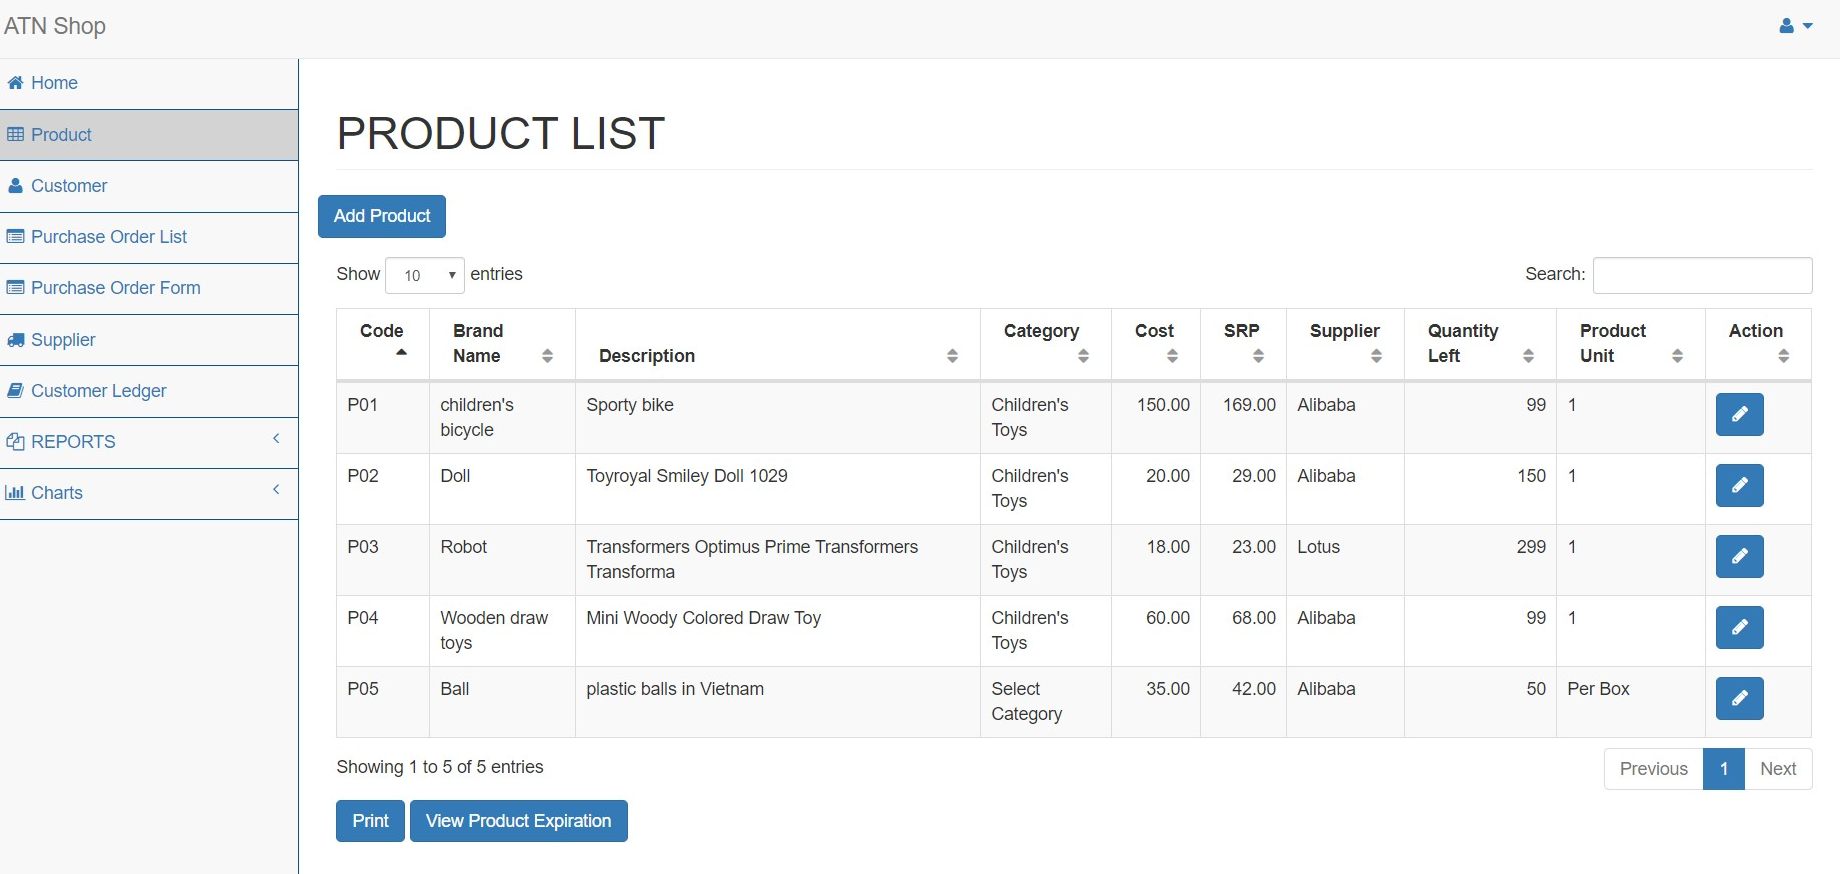 ATN Shop
Home
Product
Customer
Purchase Order List
Purchase Order Form
Supplier
Customer Ledger
REPORTS
Charts
PRODUCT LIST
Add Product
Show 10 entries
Search:
Code Brand Name Description Category Cost SRP Supplier Quantity Left Product Unit Action
P01 children's bicycle Sporty bike Children's Toys 150.00 169.00 Alibaba 99 1
P02 Doll Toyroyal Smiley Doll 1029 Children's Toys 20.00 29.00 Alibaba 150 1
P03 Robot Transformers Optimus Prime Transformers Transforma Children's Toys 18.00 23.00 Lotus 299 1
P04 Wooden draw toys Mini Woody Colored Draw Toy Children's Toys 60.00 68.00 Alibaba 99 1
P05 Ball plastic balls in Vietnam Select Category 35.00 42.00 Alibaba 50 Per Box
Showing 1 to 5 of 5 entries
Previous 1 Next
Print View Product Expiration